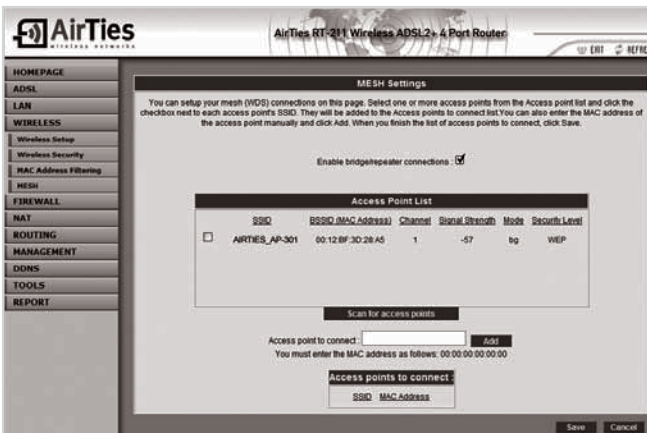 AirTies
wireless networks
AirTies RT-211 Wireless ADSL2+ 4 Port Router
EXIT
HOMEPAGE
ADSL
LAN
WIRELESS
Wireless Setup
Wireless Security
MAC Address Filtering
MESH
FIREWALL
NAT
ROUTING
MANAGEMENT
DDNS
TOOLS
REPORT
MESH Settings
You can setup your mesh (WDS) connections on this page. Select one or more access points from the Access point list and click the
checkbox next to each access point's SSID. They will be added to the Access points to connect list.You can also enter the MAC address of
the access point manually and click Add. When you finish the list of access points to connect, click Save.
Enable bridge/repeater connections :
Access Point List
SSID BSSID (MAC Address) Channel Signal Strength Mode Security Level
AIRTIES_AP-301 00:12:BF:3D:28:A5 1 -57 bg WEP
Scan for access points
Access point to connect : Add
You must enter the MAC address as follows: 00:00:00:00:00:00
Access points to connect :
SSID MAC Address
Save Cancel